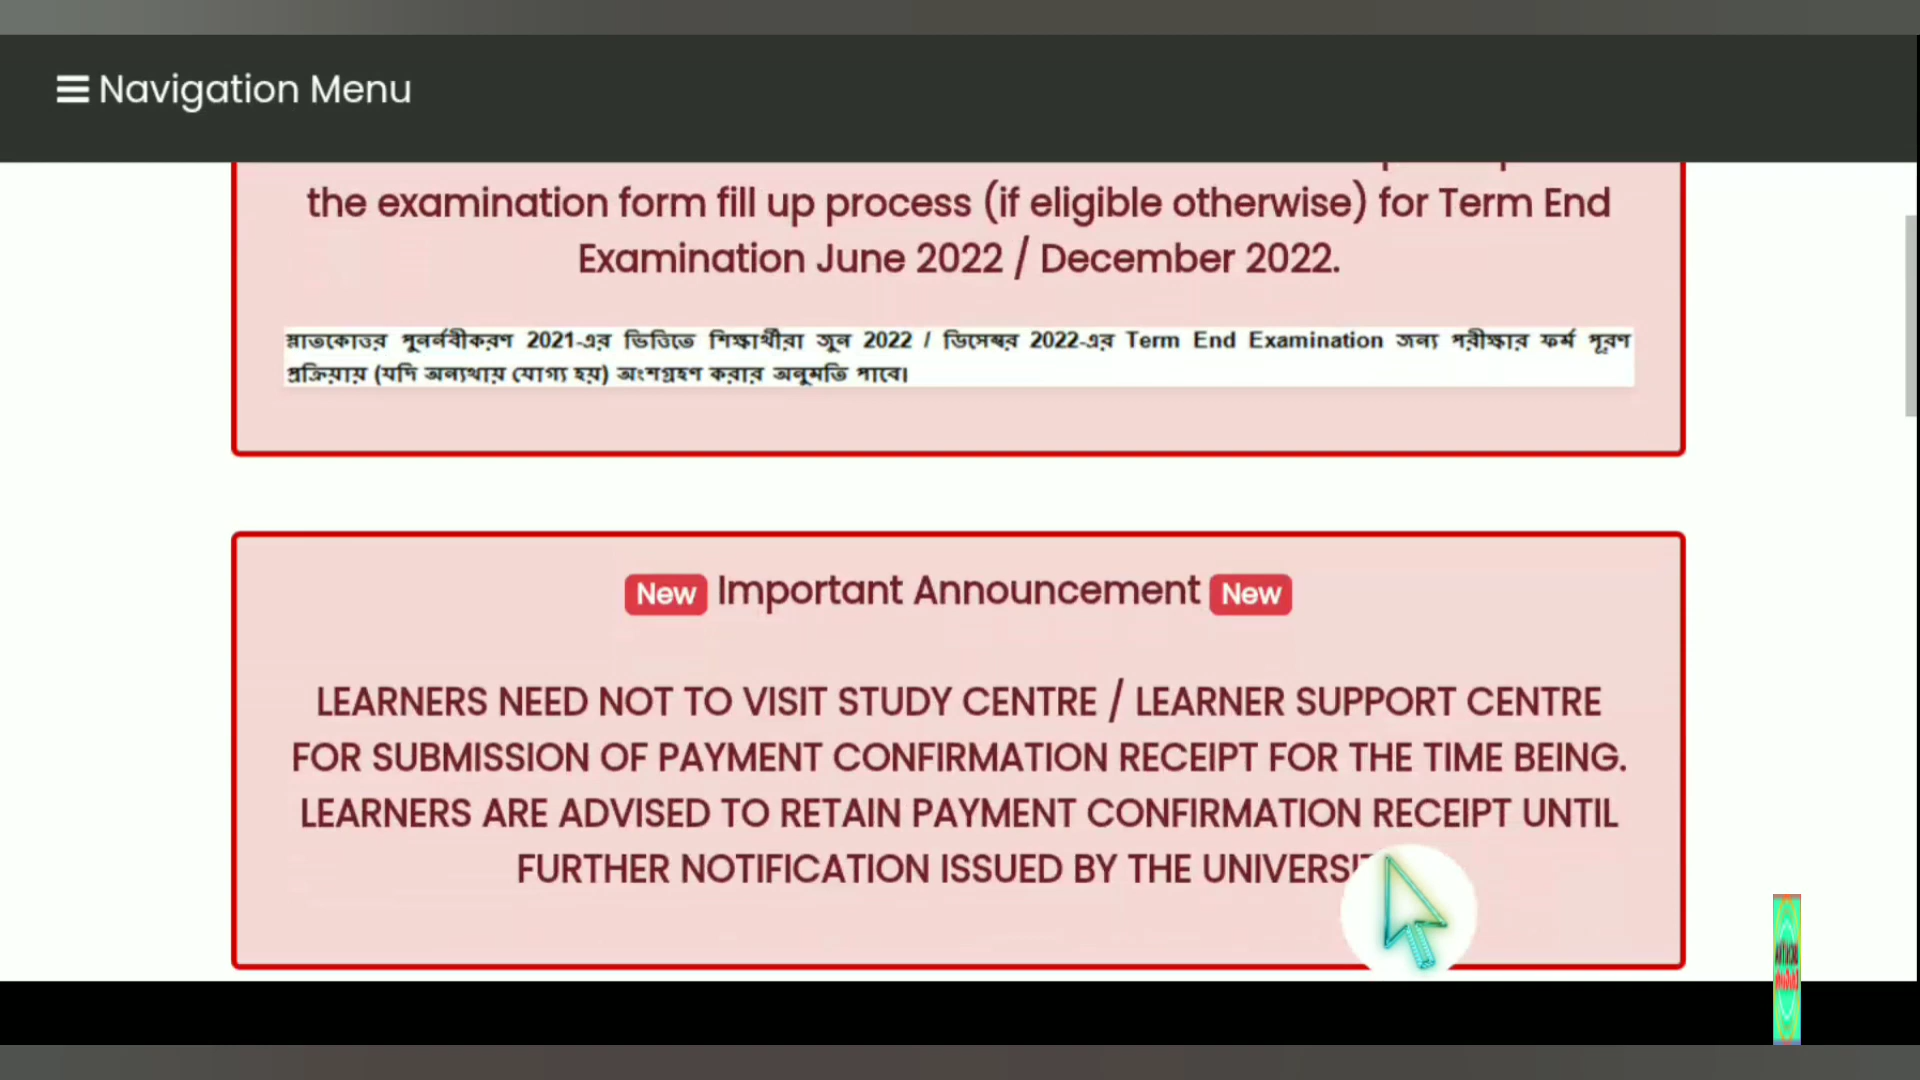 Navigation Menu
the examination form fill up process (if eligible otherwise) for Term End
Examination June 2022 / December 2022.
স্নাতকোত্তর পুনর্নবীকরণ 2021-এর ভিত্তিতে শিক্ষার্থীরা জুন 2022 / ডিসেম্বর 2022-এর Term End Examination জন্য পরীক্ষার ফর্ম পূরণ
প্রক্রিয়ায় (যদি অন্যথায় যোগ্য হয়) অংশগ্রহণ করার অনুমতি পাবে।
New Important Announcement New
LEARNERS NEED NOT TO VISIT STUDY CENTRE / LEARNER SUPPORT CENTRE
FOR SUBMISSION OF PAYMENT CONFIRMATION RECEIPT FOR THE TIME BEING.
LEARNERS ARE ADVISED TO RETAIN PAYMENT CONFIRMATION RECEIPT UNTIL
FURTHER NOTIFICATION ISSUED BY THE